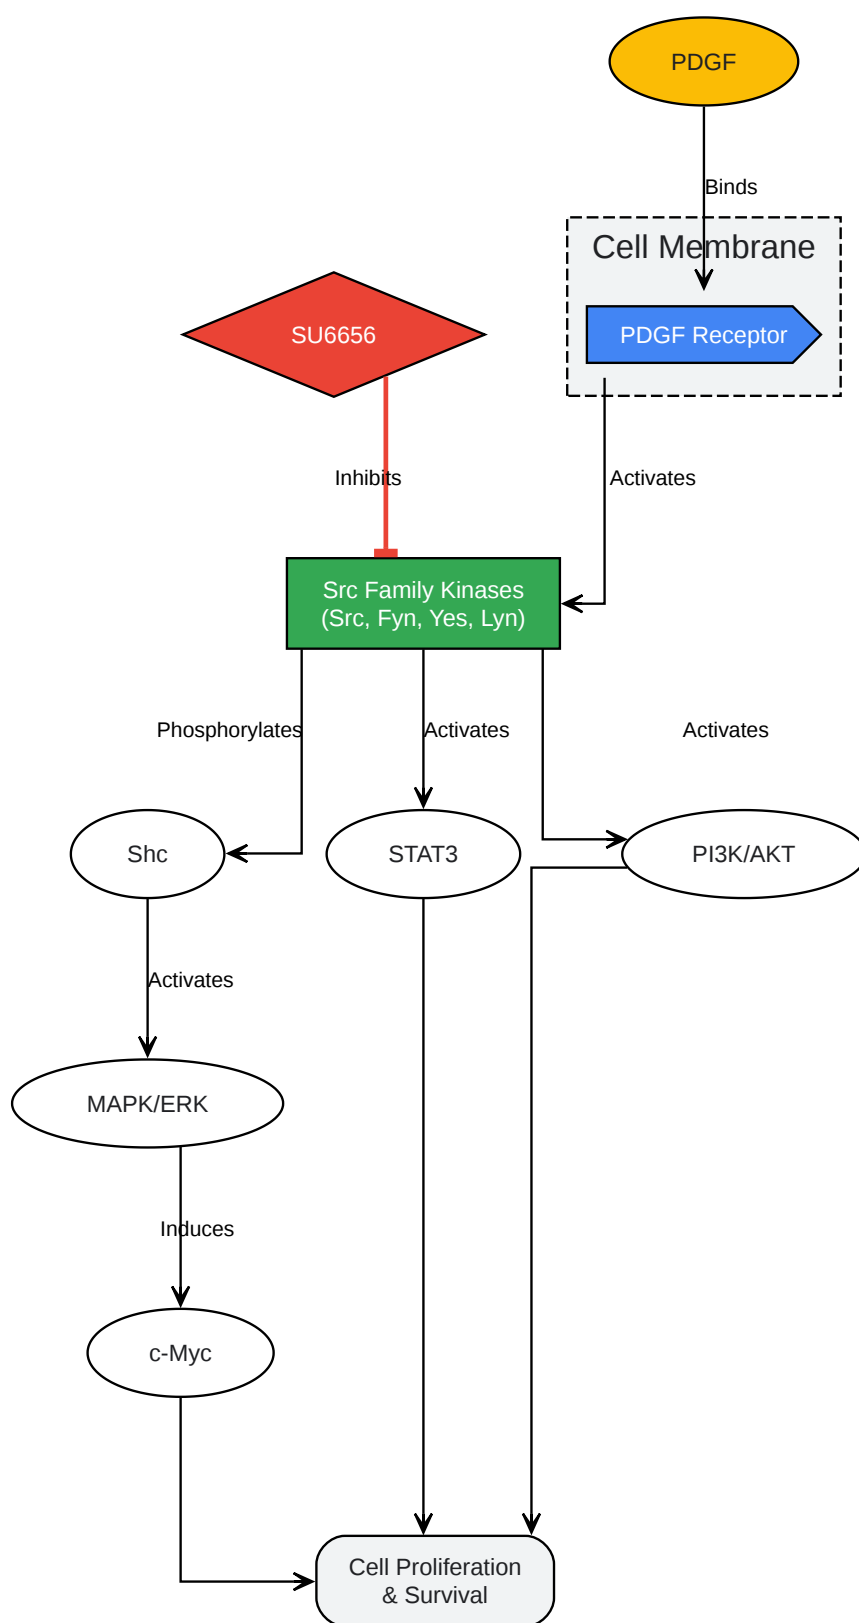 PDGF
Binds
Cell Membrane
SU6656
PDGF Receptor
Inhibits
Activates
Src Family Kinases
(Src, Fyn, Yes, Lyn)
Phosphorylates
Activates
Activates
Shc
STAT3
PI3K/AKT
Activates
MAPK/ERK
Induces
c-Myc
Cell Proliferation
& Survival